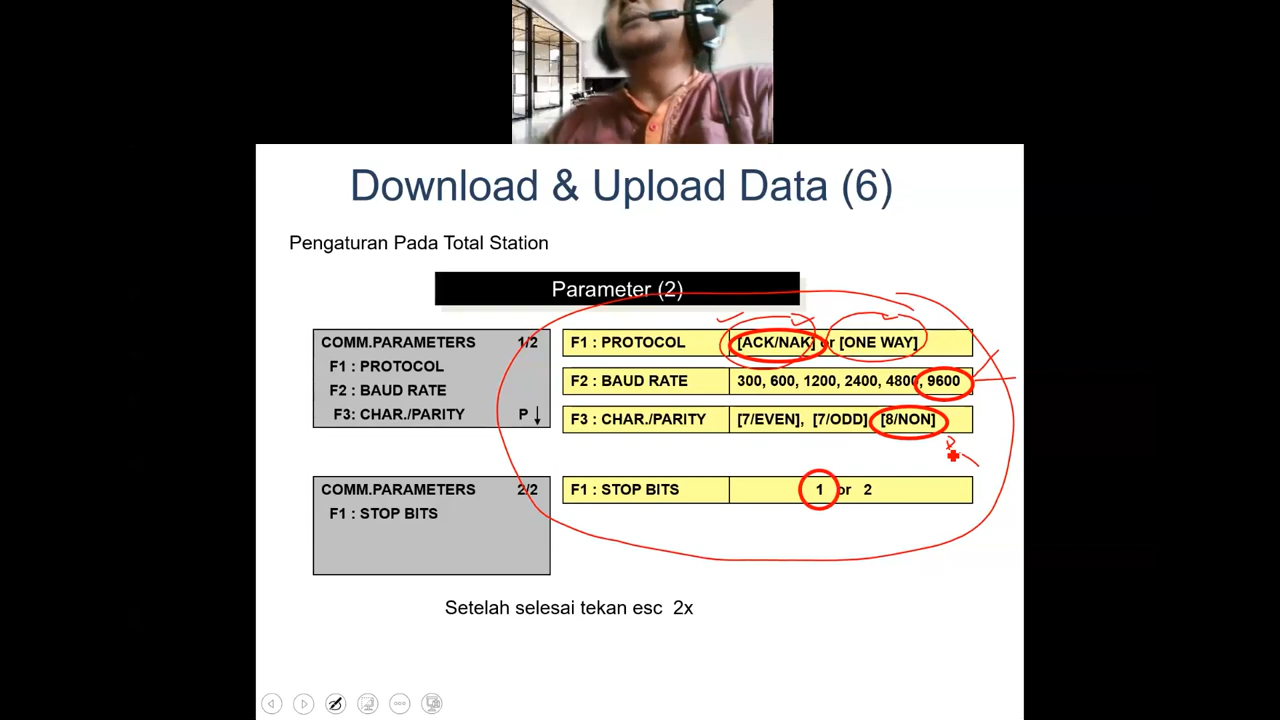 Download & Upload Data (6)
Pengaturan Pada Total Station
Parameter (2)
COMM.PARAMETERS 1/2
F1 : PROTOCOL
F2 : BAUD RATE
F3: CHAR./PARITY P ↓
F1 : PROTOCOL [ACK/NAK] or [ONE WAY]
F2 : BAUD RATE 300, 600, 1200, 2400, 4800, 9600
F3 : CHAR./PARITY [7/EVEN], [7/ODD] [8/NON]
COMM.PARAMETERS 2/2
F1 : STOP BITS
F1 : STOP BITS 1 or 2
Setelah selesai tekan esc 2x